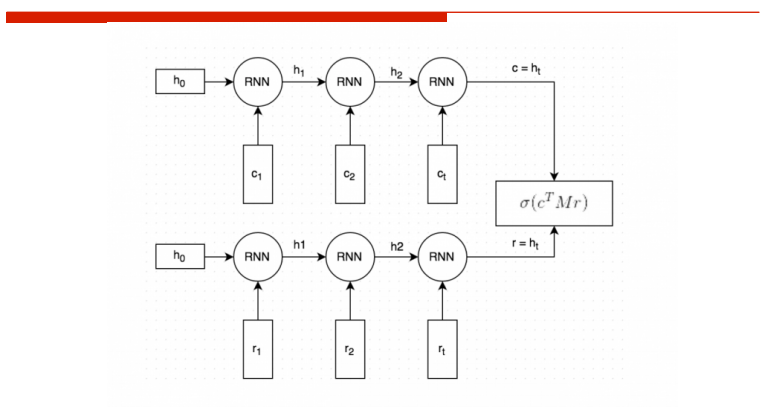 h₀
RNN
h₁
RNN
h₂
RNN
c = hₜ
c₁
c₂
cₜ
σ(cᵀMr)
h₀
RNN
h1
RNN
h2
RNN
r = hₜ
r₁
r₂
rₜ